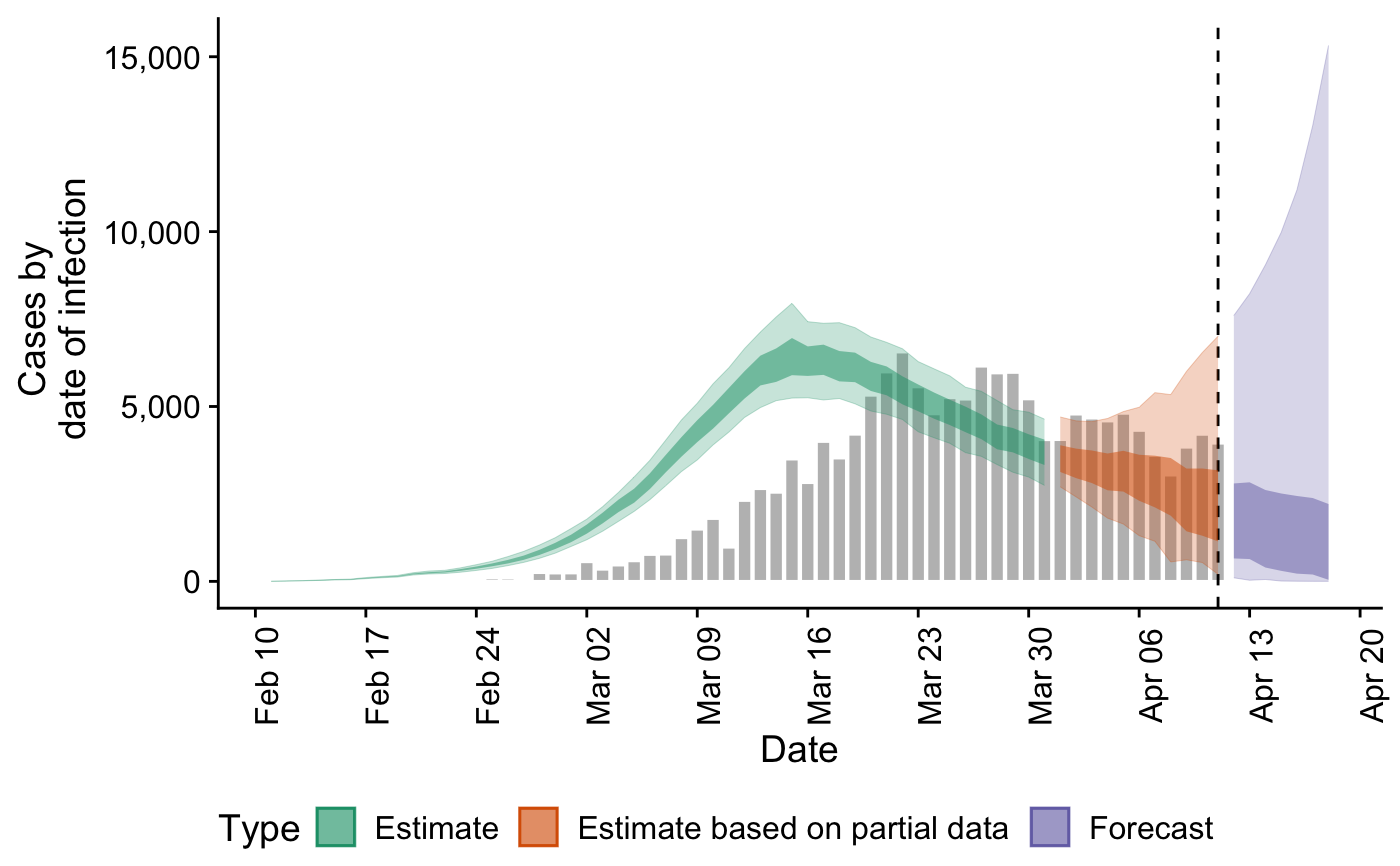 15,000
10,000
5,000
0
Cases by
date of infection
Feb 10
Feb 17
Feb 24
Mar 02
Mar 09
Mar 16
Mar 23
Mar 30
Apr 06
Apr 13
Apr 20
Date
Type Estimate Estimate based on partial data Forecast